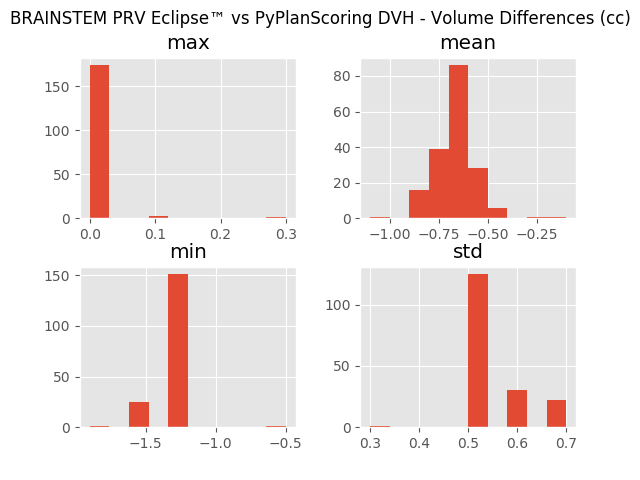 BRAINSTEM PRV Eclipse™ vs PyPlanScoring DVH - Volume Differences (cc)
max
mean
150
100
50
0
0.0 0.1 0.2 0.3
80
60
40
20
0
−1.00 −0.75 −0.50 −0.25
min
std
150
100
50
0
−1.5 −1.0 −0.5
100
50
0
0.3 0.4 0.5 0.6 0.7